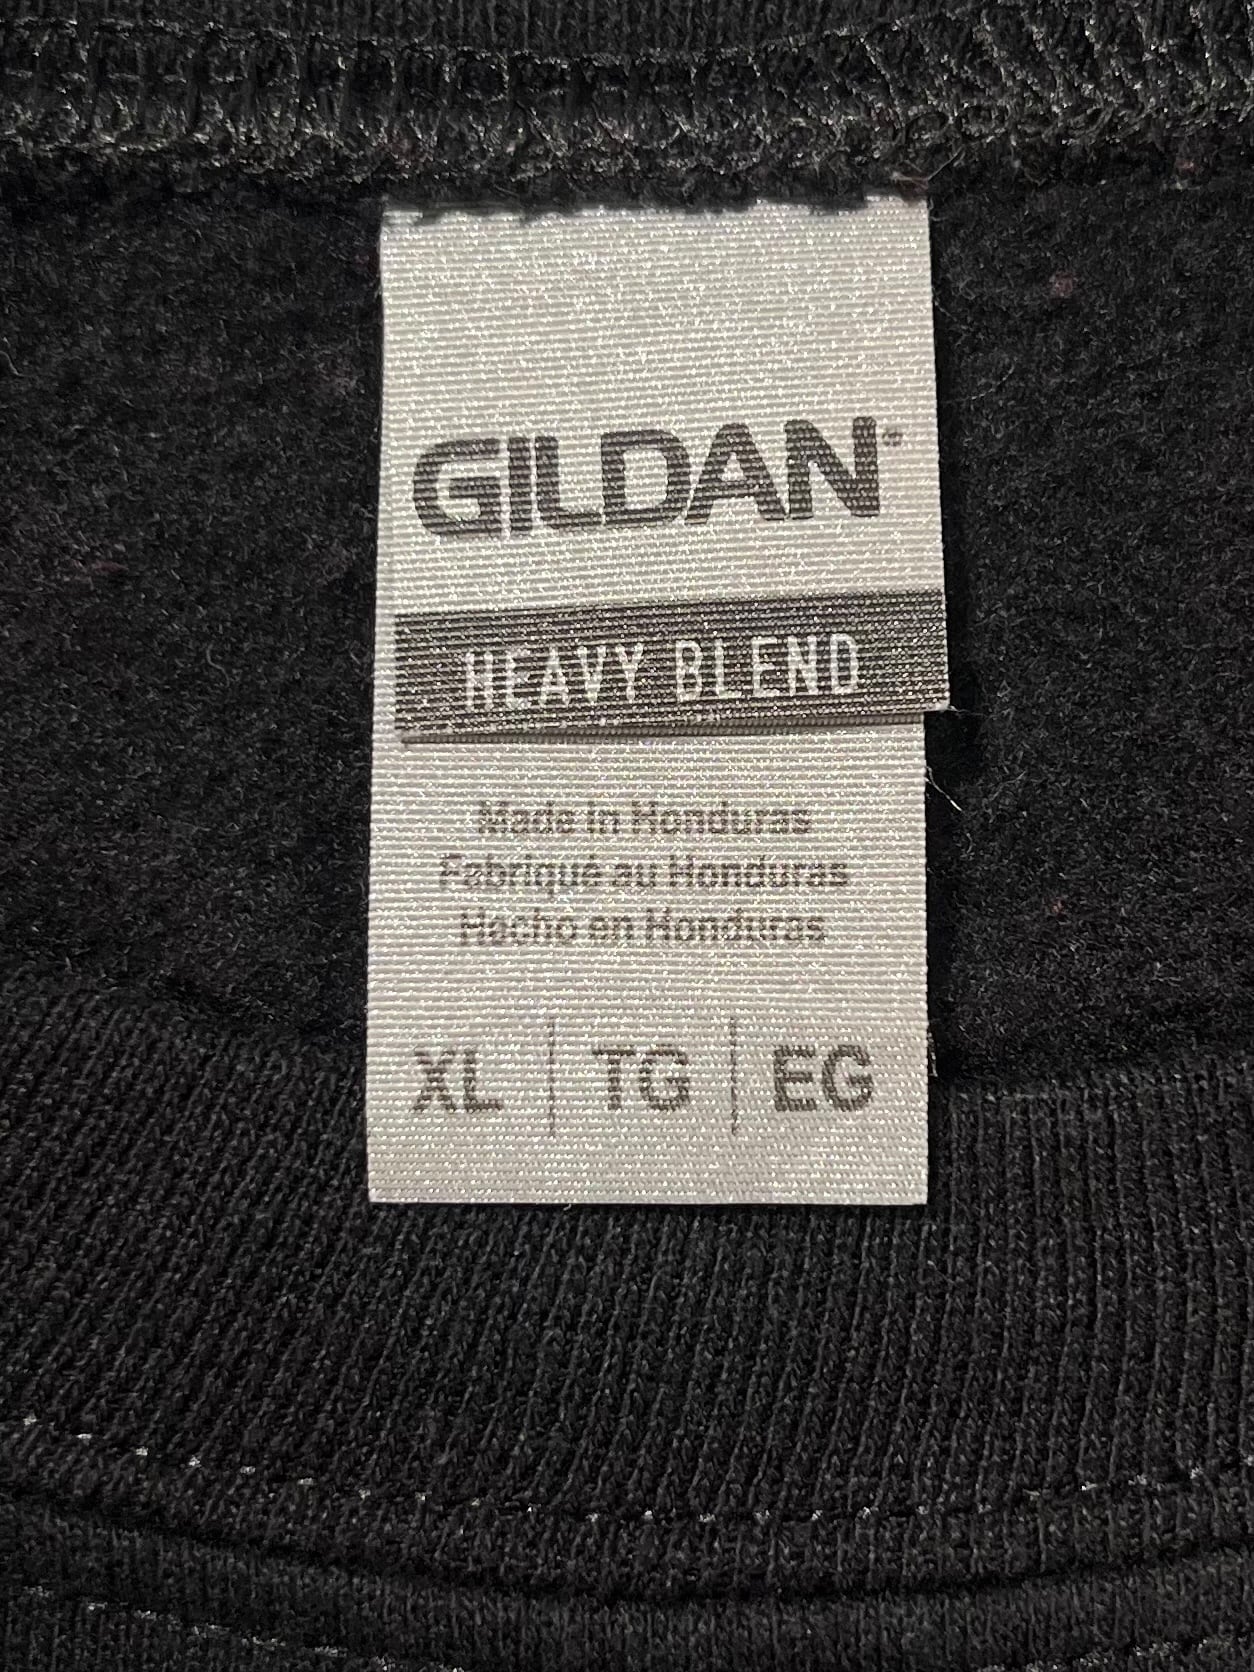 GILDAN®
HEAVY BLEND
Made in Honduras
Fabriqué au Honduras
Hecho en Honduras
XL | TG | EG